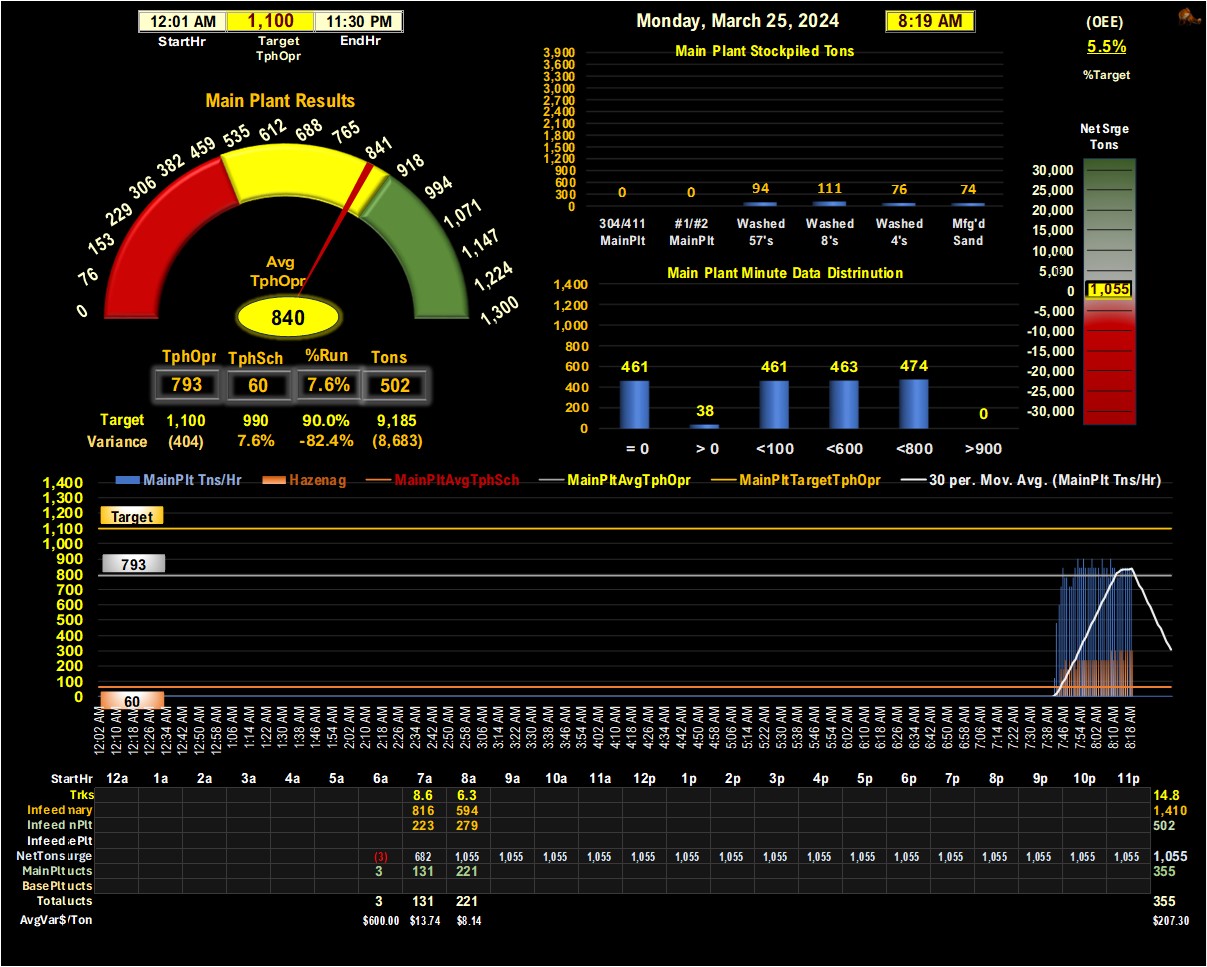 12:01 AM 1,100 11:30 PM Monday, March 25, 2024 8:19 AM (OEE)
StartHr Target TphOpr EndHr
5.5%
%Target
Main Plant Stockpiled Tons
3,900
3,600
3,300
3,000
2,700
2,400
2,100
1,800
1,500
1,200
900
600
300
0
0 0 94 111 76 74
304/411 MainPlt #1/#2 MainPlt Washed 57's Washed 8's Washed 4's Mfg'd Sand
Main Plant Results
0 76 153 229 306 382 459 535 612 688 765 841 918 994 1,071 1,147 1,224 1,300
Avg
TphOpr
840
TphOpr TphSch %Run Tons
793 60 7.6% 502
Target 1,100 990 90.0% 9,185
Variance (404) 7.6% -82.4% (8,683)
Main Plant Minute Data Distrinution
1,400
1,200
1,000
800
600
400
200
0
461 38 461 463 474 0
= 0 > 0 <100 <600 <800 >900
Net Srge
Tons
30,000
25,000
20,000
15,000
10,000
5,000
0
1,055
-5,000
-10,000
-15,000
-20,000
-25,000
-30,000
MainPlt Tns/Hr Hazenag MainPltAvgTphSch MainPltAvgTphOpr MainPltTargetTphOpr 30 per. Mov. Avg. (MainPlt Tns/Hr)
1,400
1,300
1,200
1,100
1,000
900
800
700
600
500
400
300
200
100
0
Target
793
60
12:02 AM 12:10 AM 12:18 AM 12:26 AM 12:34 AM 12:42 AM 12:50 AM 12:58 AM 1:06 AM 1:14 AM 1:22 AM 1:30 AM 1:38 AM 1:46 AM 1:54 AM 2:02 AM 2:10 AM 2:18 AM 2:26 AM 2:34 AM 2:42 AM 2:50 AM 2:58 AM 3:06 AM 3:14 AM 3:22 AM 3:30 AM 3:38 AM 3:46 AM 3:54 AM 4:02 AM 4:10 AM 4:18 AM 4:26 AM 4:34 AM 4:42 AM 4:50 AM 4:58 AM 5:06 AM 5:14 AM 5:22 AM 5:30 AM 5:38 AM 5:46 AM 5:54 AM 6:02 AM 6:10 AM 6:18 AM 6:26 AM 6:34 AM 6:42 AM 6:50 AM 6:58 AM 7:06 AM 7:14 AM 7:22 AM 7:30 AM 7:38 AM 7:46 AM 7:54 AM 8:02 AM 8:10 AM 8:18 AM
StartHr 12a 1a 2a 3a 4a 5a 6a 7a 8a 9a 10a 11a 12p 1p 2p 3p 4p 5p 6p 7p 8p 9p 10p 11p
Trks 8.6 6.3 14.8
Infeed nary 816 594 1,410
Infeed nPlt 223 279 502
Infeed ePlt
NetTons urge (3) 682 1,055 1,055 1,055 1,055 1,055 1,055 1,055 1,055 1,055 1,055 1,055 1,055 1,055 1,055 1,055 1,055 1,055
MainPlt ucts 3 131 221 355
BasePlt ucts
Total ucts 3 131 221 355
AvgVar$/Ton $600.00 $13.74 $8.14 $207.30